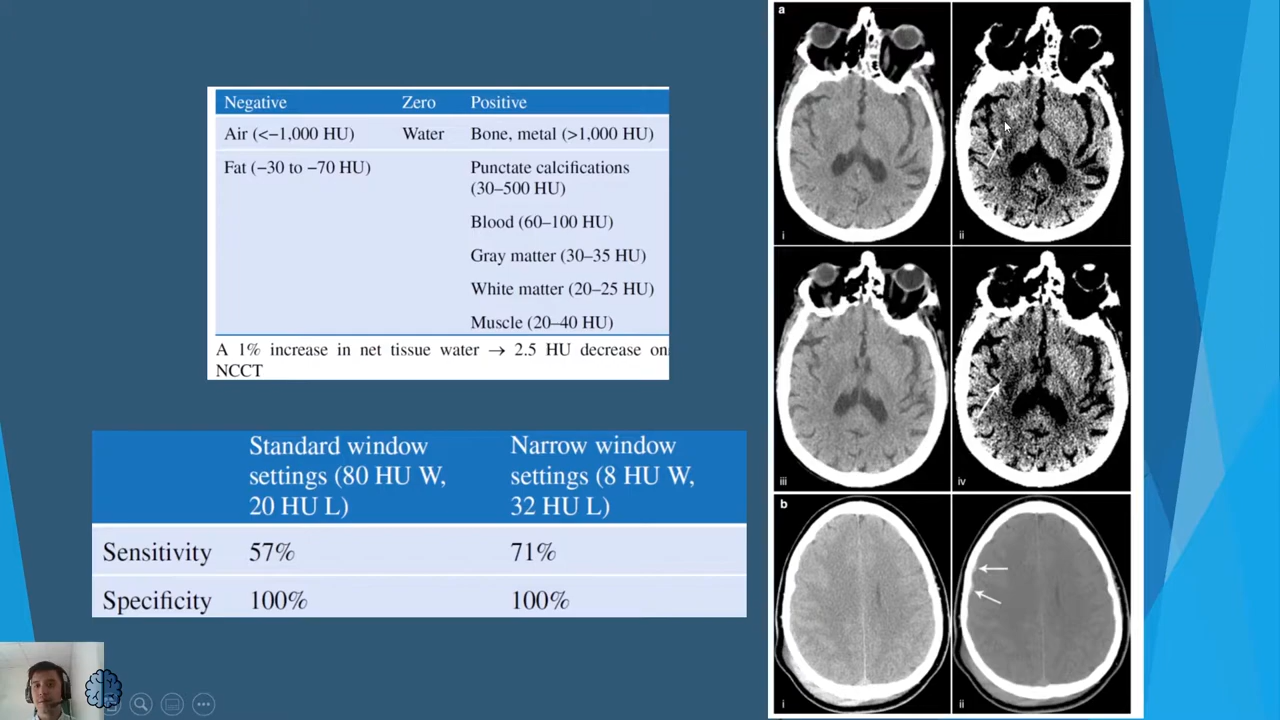 Negative Zero Positive
Air (<−1,000 HU) Water Bone, metal (>1,000 HU)
Fat (−30 to −70 HU) Punctate calcifications
(30–500 HU)
Blood (60–100 HU)
Gray matter (30–35 HU)
White matter (20–25 HU)
Muscle (20–40 HU)
A 1% increase in net tissue water → 2.5 HU decrease on
NCCT
Standard window Narrow window
settings (80 HU W, settings (8 HU W,
20 HU L) 32 HU L)
Sensitivity 57% 71%
Specificity 100% 100%
a
i ii
iii iv
b
i ii